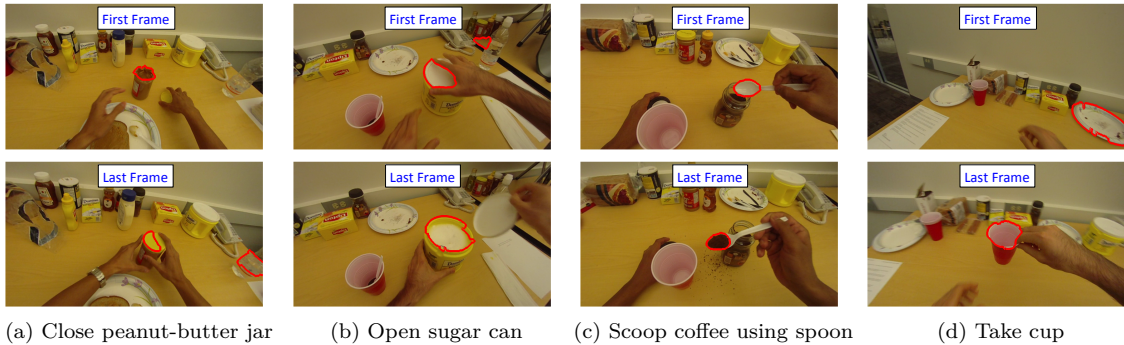 First Frame
First Frame
First Frame
First Frame
Last Frame
Last Frame
Last Frame
Last Frame
(a) Close peanut-butter jar
(b) Open sugar can
(c) Scoop coffee using spoon
(d) Take cup